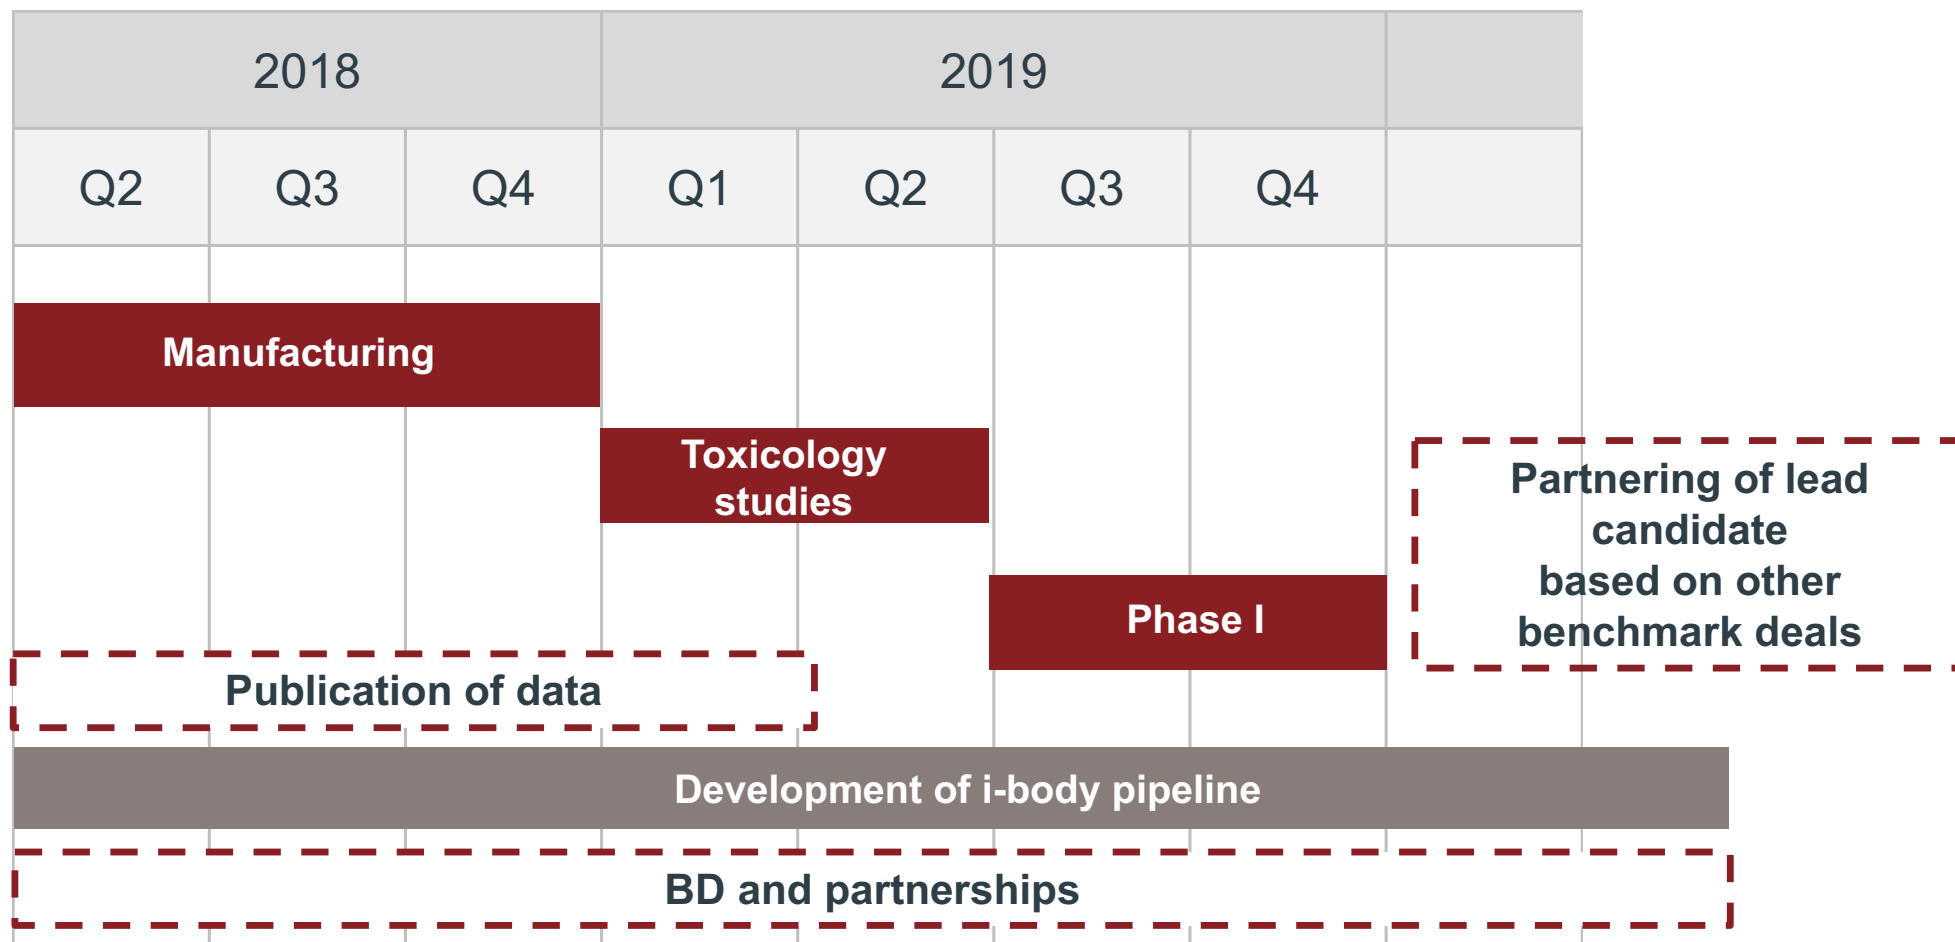 2018 2019
Q2 Q3 Q4 Q1 Q2 Q3 Q4
Manufacturing
Toxicology
studies
Partnering of lead
candidate
based on other
benchmark deals
Phase I
Publication of data
Development of i-body pipeline
BD and partnerships